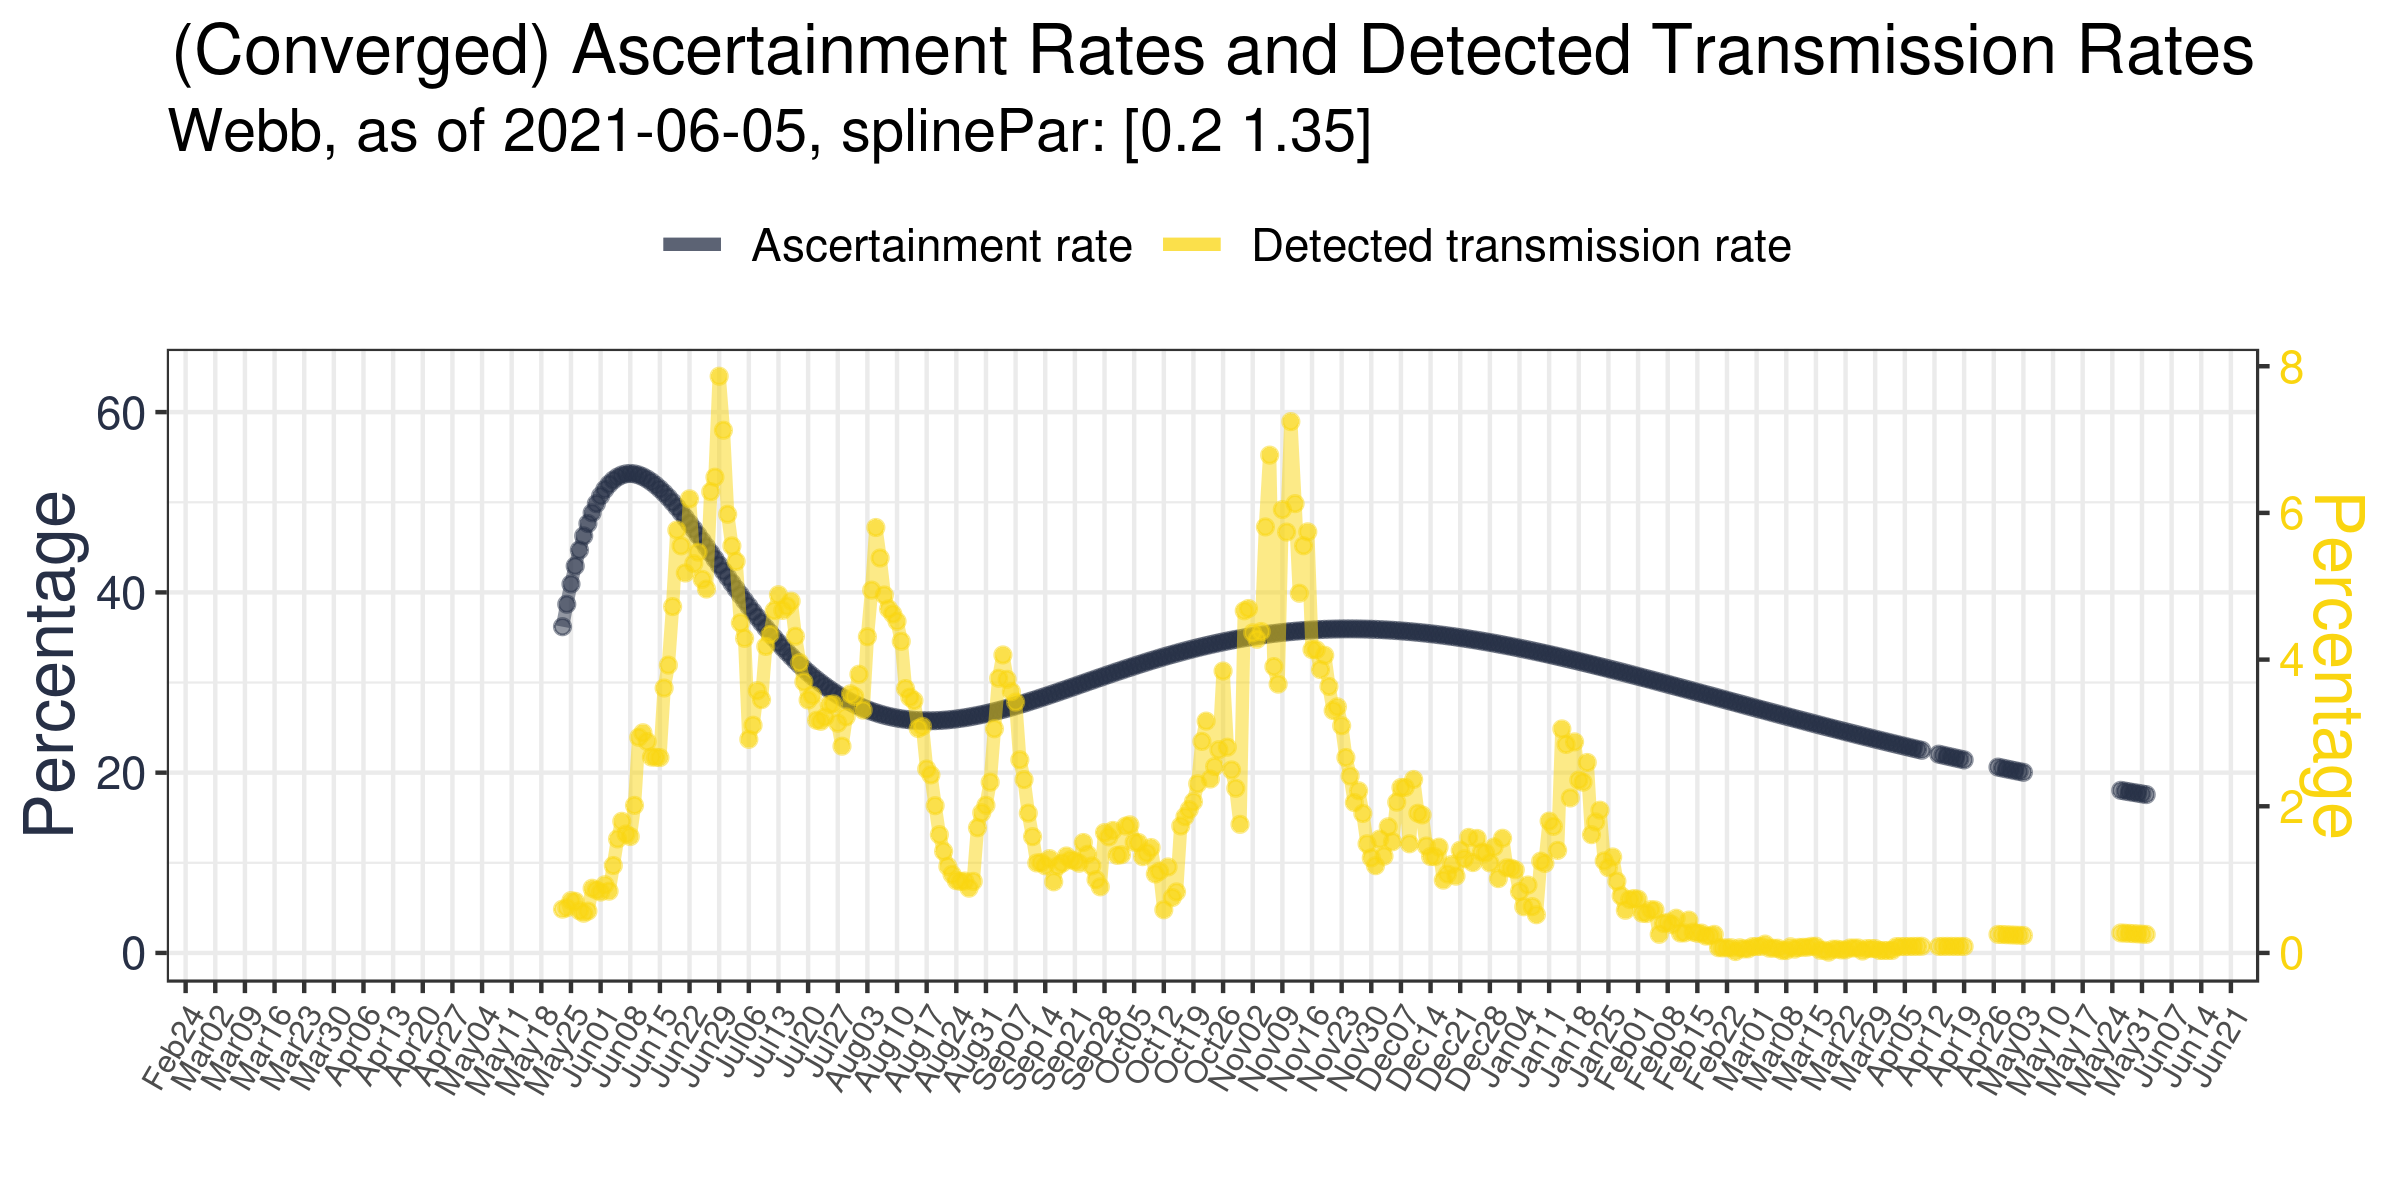 (Converged) Ascertainment Rates and Detected Transmission Rates
Webb, as of 2021-06-05, splinePar: [0.2 1.35]
Ascertainment rate
Detected transmission rate
Percentage
60
40
20
0
8
6
4
2
0
Percentage
Feb24
Mar02
Mar09
Mar16
Mar23
Mar30
Apr06
Apr13
Apr20
Apr27
May04
May11
May18
May25
Jun01
Jun08
Jun15
Jun22
Jun29
Jul06
Jul13
Jul20
Jul27
Aug03
Aug10
Aug17
Aug24
Aug31
Sep07
Sep14
Sep21
Sep28
Oct05
Oct12
Oct19
Oct26
Nov02
Nov09
Nov16
Nov23
Nov30
Dec07
Dec14
Dec21
Dec28
Jan04
Jan11
Jan18
Jan25
Feb01
Feb08
Feb15
Feb22
Mar01
Mar08
Mar15
Mar22
Mar29
Apr05
Apr12
Apr19
Apr26
May03
May10
May17
May24
May31
Jun07
Jun14
Jun21